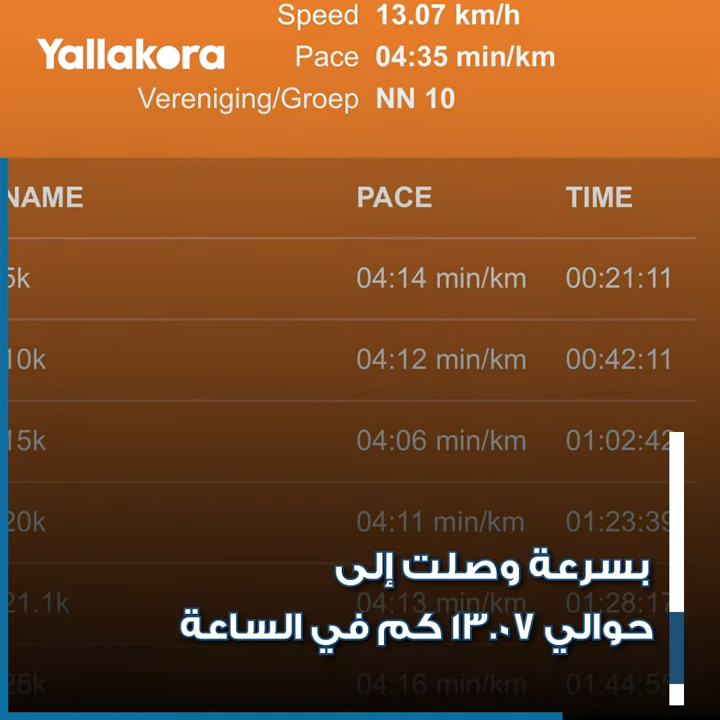 Speed 13.07 km/h
Yallakora
Pace 04:35 min/km
Vereniging/Groep NN 10
NAME PACE TIME
5k 04:14 min/km 00:21:11
10k 04:12 min/km 00:42:11
15k 04:06 min/km 01:02:42
20k 04:11 min/km 01:23:39
بسرعة وصلت إلى
21.1k 04:13 min/km 01:28:17
حوالي ١٣.٠٧ كم في الساعة
25k 04:16 min/km 01:44:5